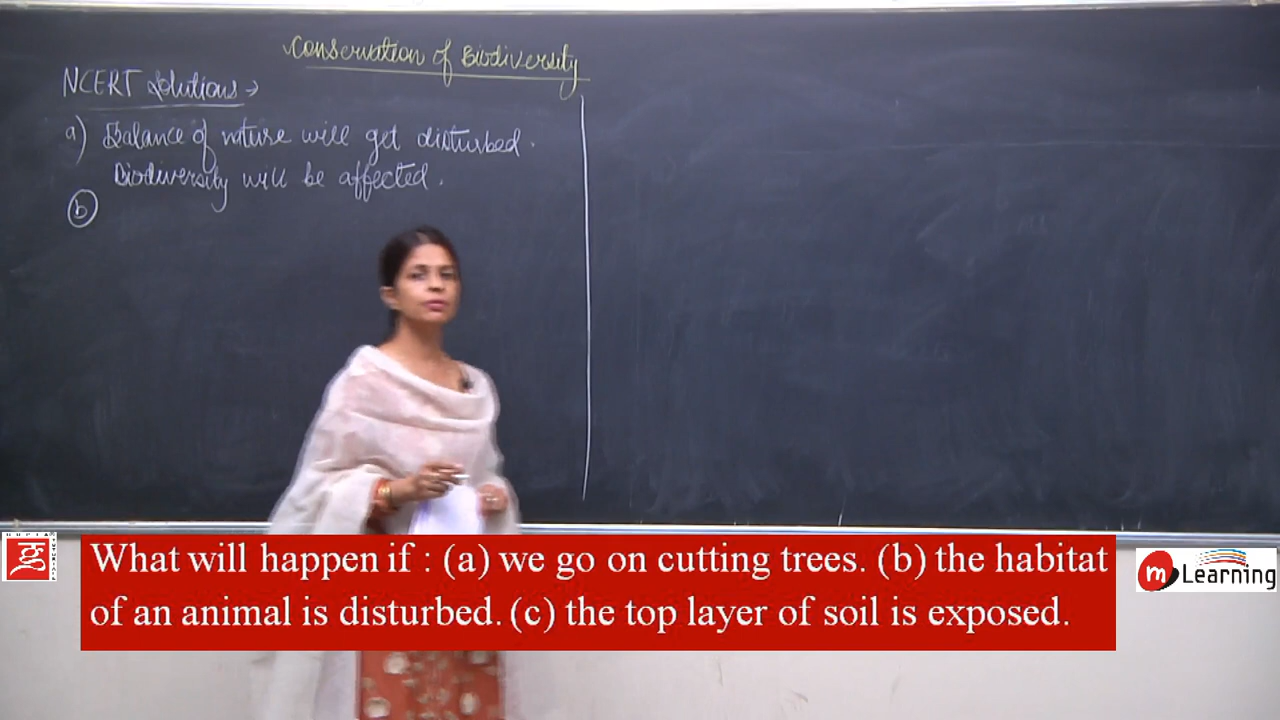 Conservation of Biodiversity
NCERT Solutions →
a) Balance of nature will get disturbed.
Biodiversity will be affected.
b
What will happen if : (a) we go on cutting trees. (b) the habitat
of an animal is disturbed. (c) the top layer of soil is exposed.
m Learning